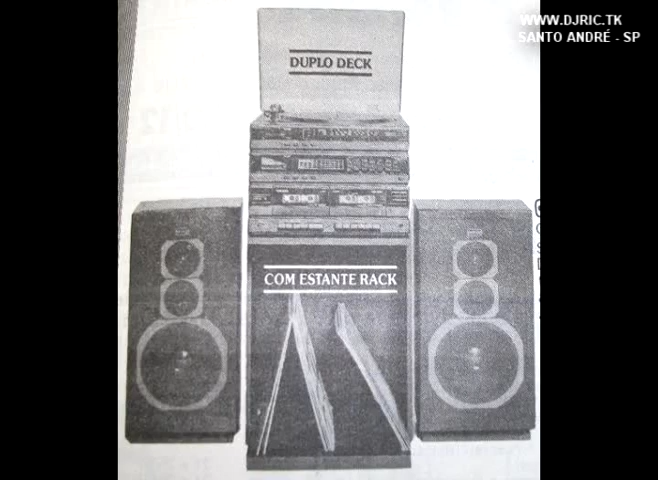 WWW.DJRIC.TK
SANTO ANDRÉ - SP
DUPLO DECK
COM ESTANTE RACK